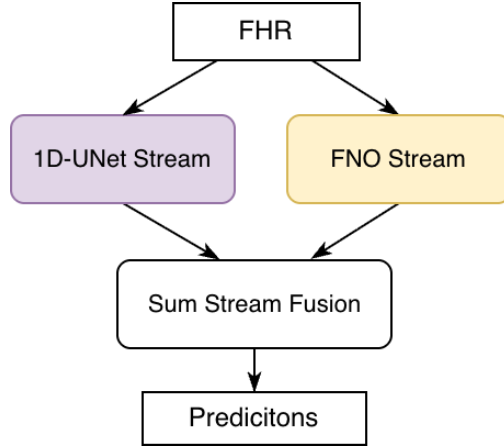 FHR
1D-UNet Stream
FNO Stream
Sum Stream Fusion
Predicitons